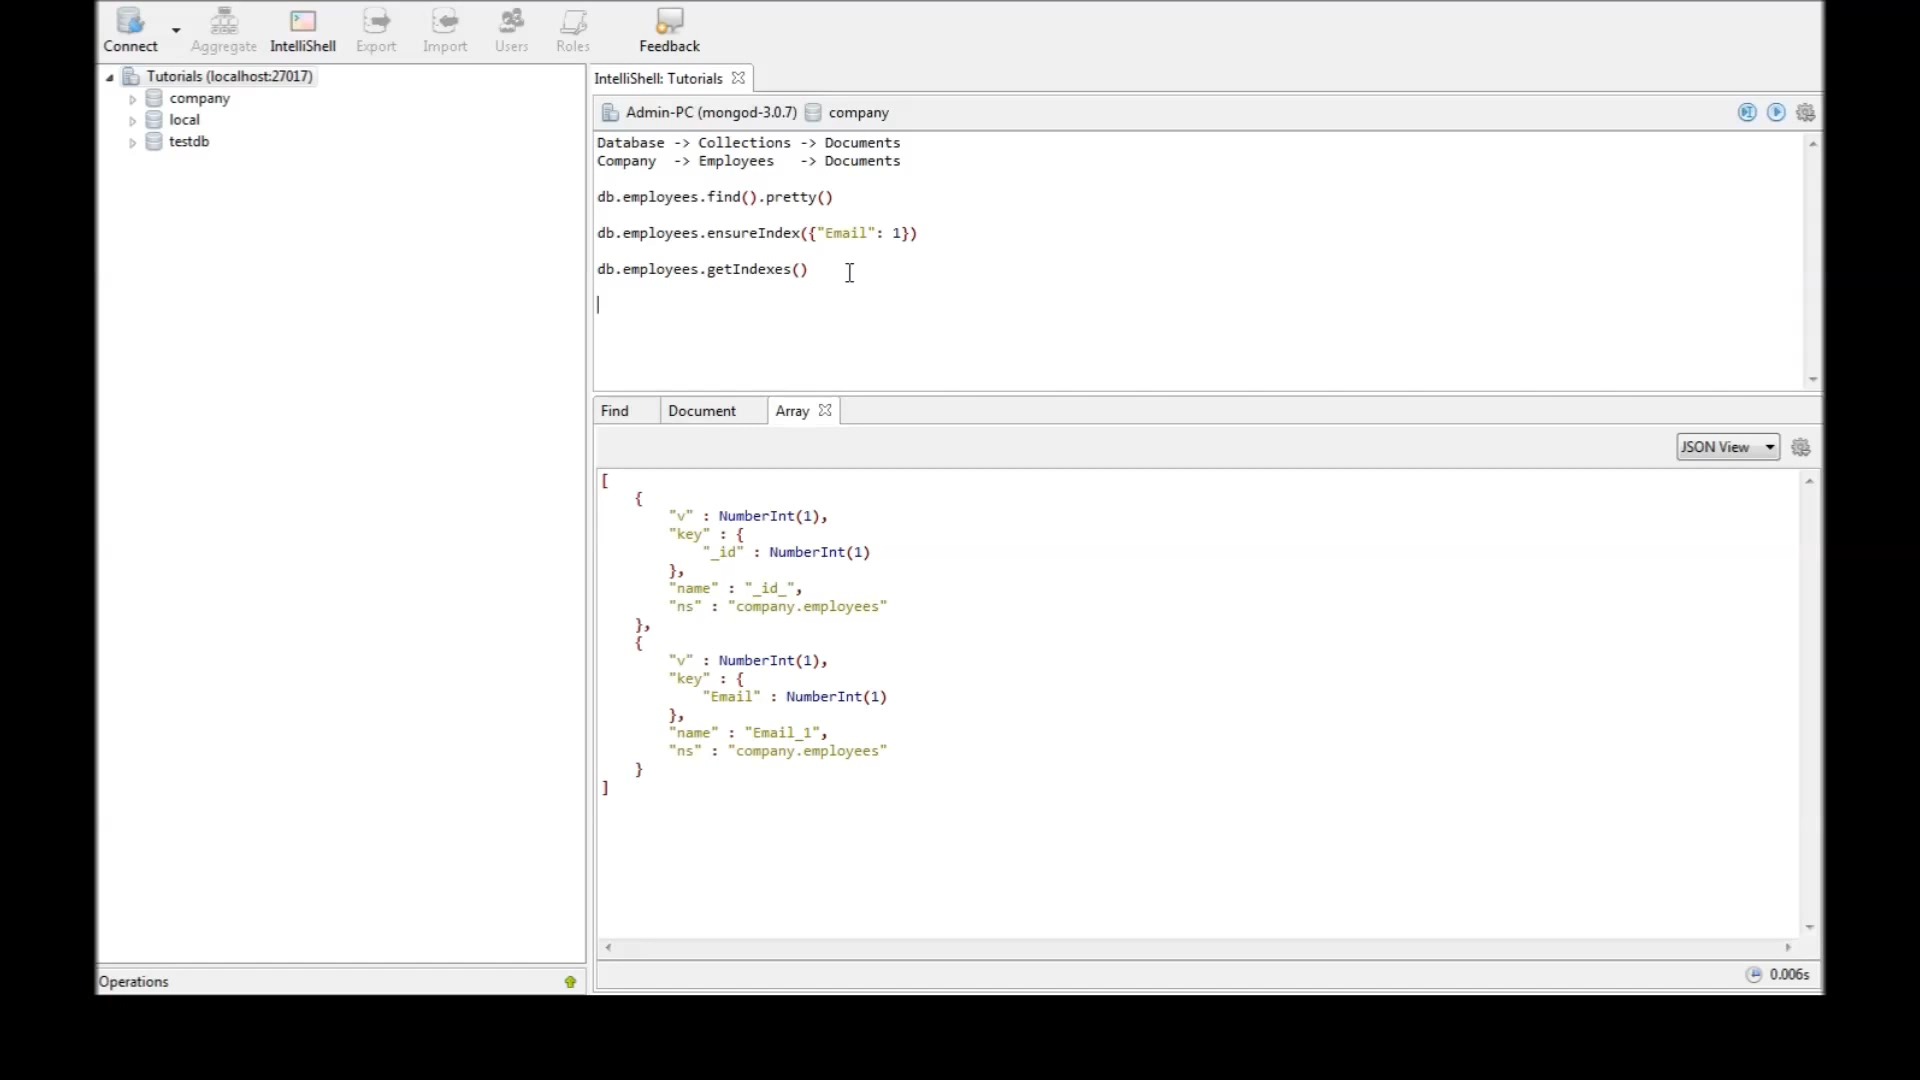 Connect Aggregate IntelliShell Export Import Users Roles Feedback
Tutorials (localhost:27017)
company
local
testdb
Operations
IntelliShell: Tutorials
Admin-PC (mongod-3.0.7) company
Database -> Collections -> Documents
Company  -> Employees   -> Documents
db.employees.find().pretty()
db.employees.ensureIndex({"Email": 1})
db.employees.getIndexes()
Find Document Array
JSON View
[
    {
        "v" : NumberInt(1),
        "key" : {
            "_id" : NumberInt(1)
        },
        "name" : "_id_",
        "ns" : "company.employees"
    },
    {
        "v" : NumberInt(1),
        "key" : {
            "Email" : NumberInt(1)
        },
        "name" : "Email_1",
        "ns" : "company.employees"
    }
]
0.006s